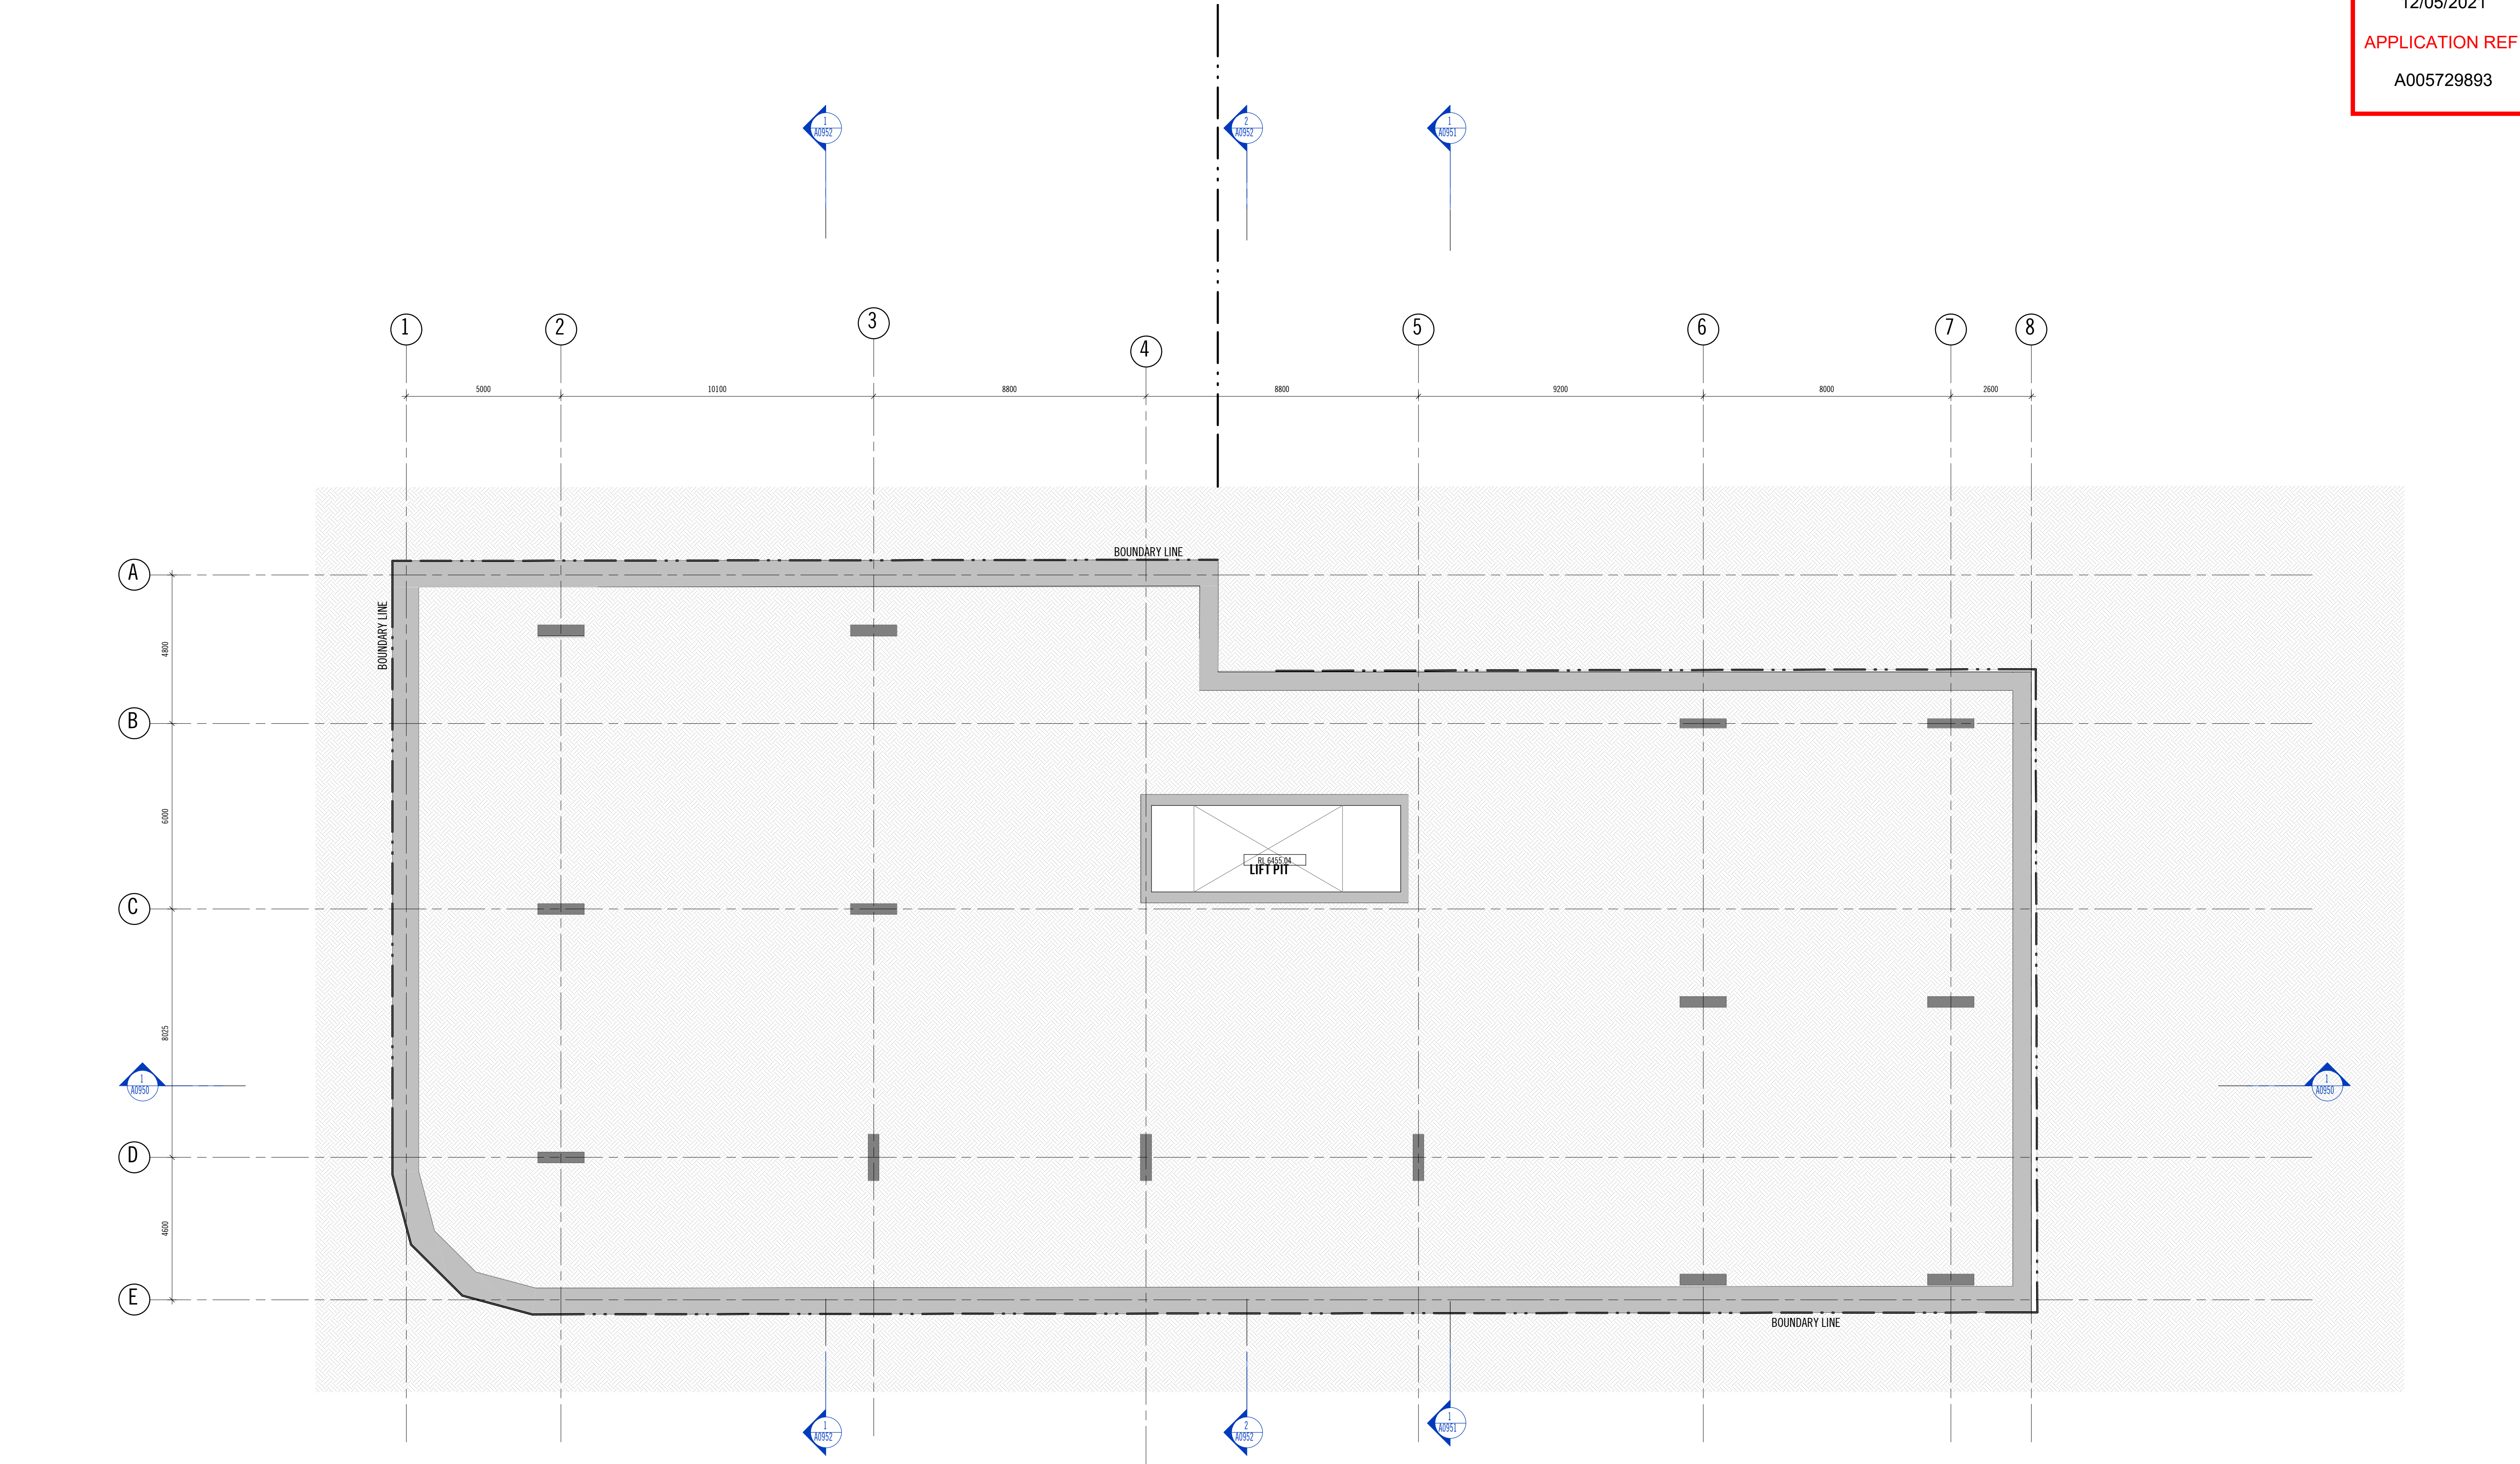 12/05/2021
APPLICATION REF
A005729893
1
A0952
2
A0952
1
A0951
1
2
3
4
5
6
7
8
5000
10100
8800
8800
9200
8000
2600
BOUNDARY LINE
A
BOUNDARY LINE
4800
B
6000
RL 6455.04
LIFT PIT
C
8025
1
A0950
1
A0950
D
4600
E
BOUNDARY LINE
1
A0952
2
A0952
1
A0951